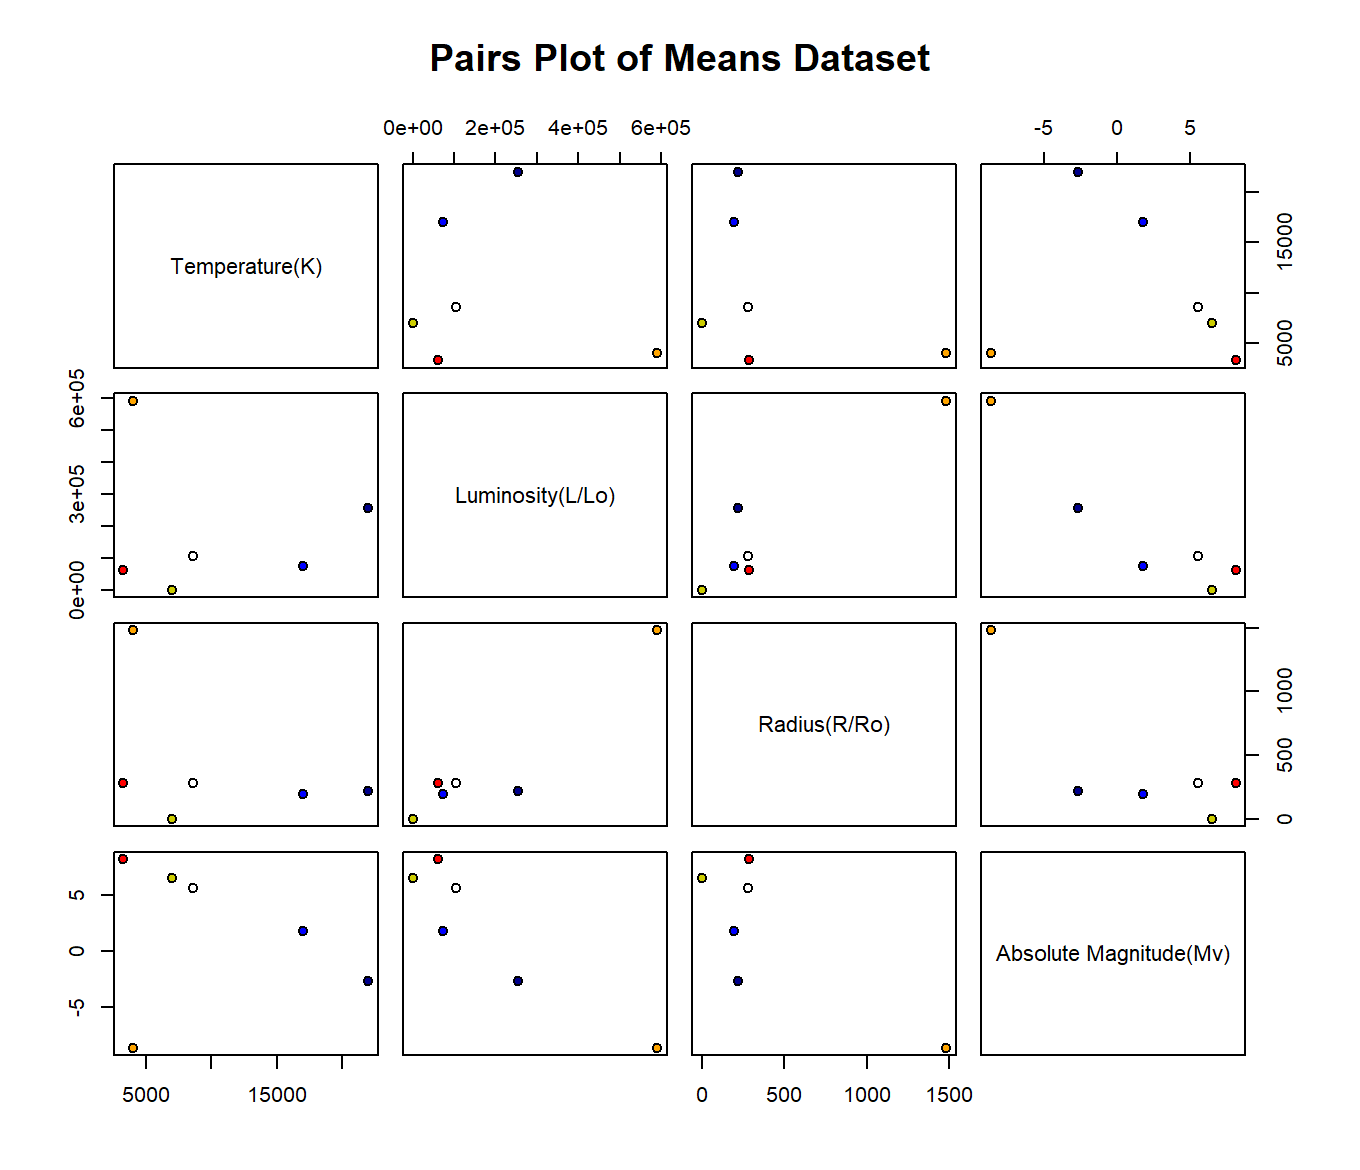 Pairs Plot of Means Dataset
0e+00 2e+05 4e+05 6e+05
-5 0 5
Temperature(K)
5000 15000
0e+00 3e+05 6e+05
Luminosity(L/Lo)
Radius(R/Ro)
0 500 1000
-5 0 5
Absolute Magnitude(Mv)
5000 15000
0 500 1000 1500